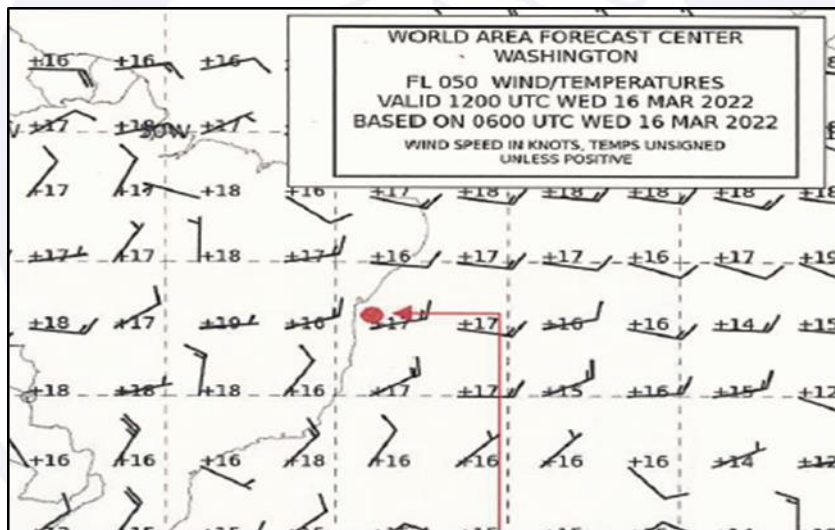 WORLD AREA FORECAST CENTER
WASHINGTON
FL 050 WIND/TEMPERATURES
VALID 1200 UTC WED 16 MAR 2022
BASED ON 0600 UTC WED 16 MAR 2022
WIND SPEED IN KNOTS, TEMPS UNSIGNED
UNLESS POSITIVE
+16 +16 +16
+17 +18 50W +17
+17 +17 +18 +16 +17 +18 +18 +18 +18
+17 +17 +18 +17 +16 +17 +17 +16 +17 +19
+18 +17 +19 +16 +17 +17 +16 +16 +14
+18 +18 +18 +16 +17 +17 +15 +16 +15
+16 +16 +16 +18 +16 +16 +16 +16 +14